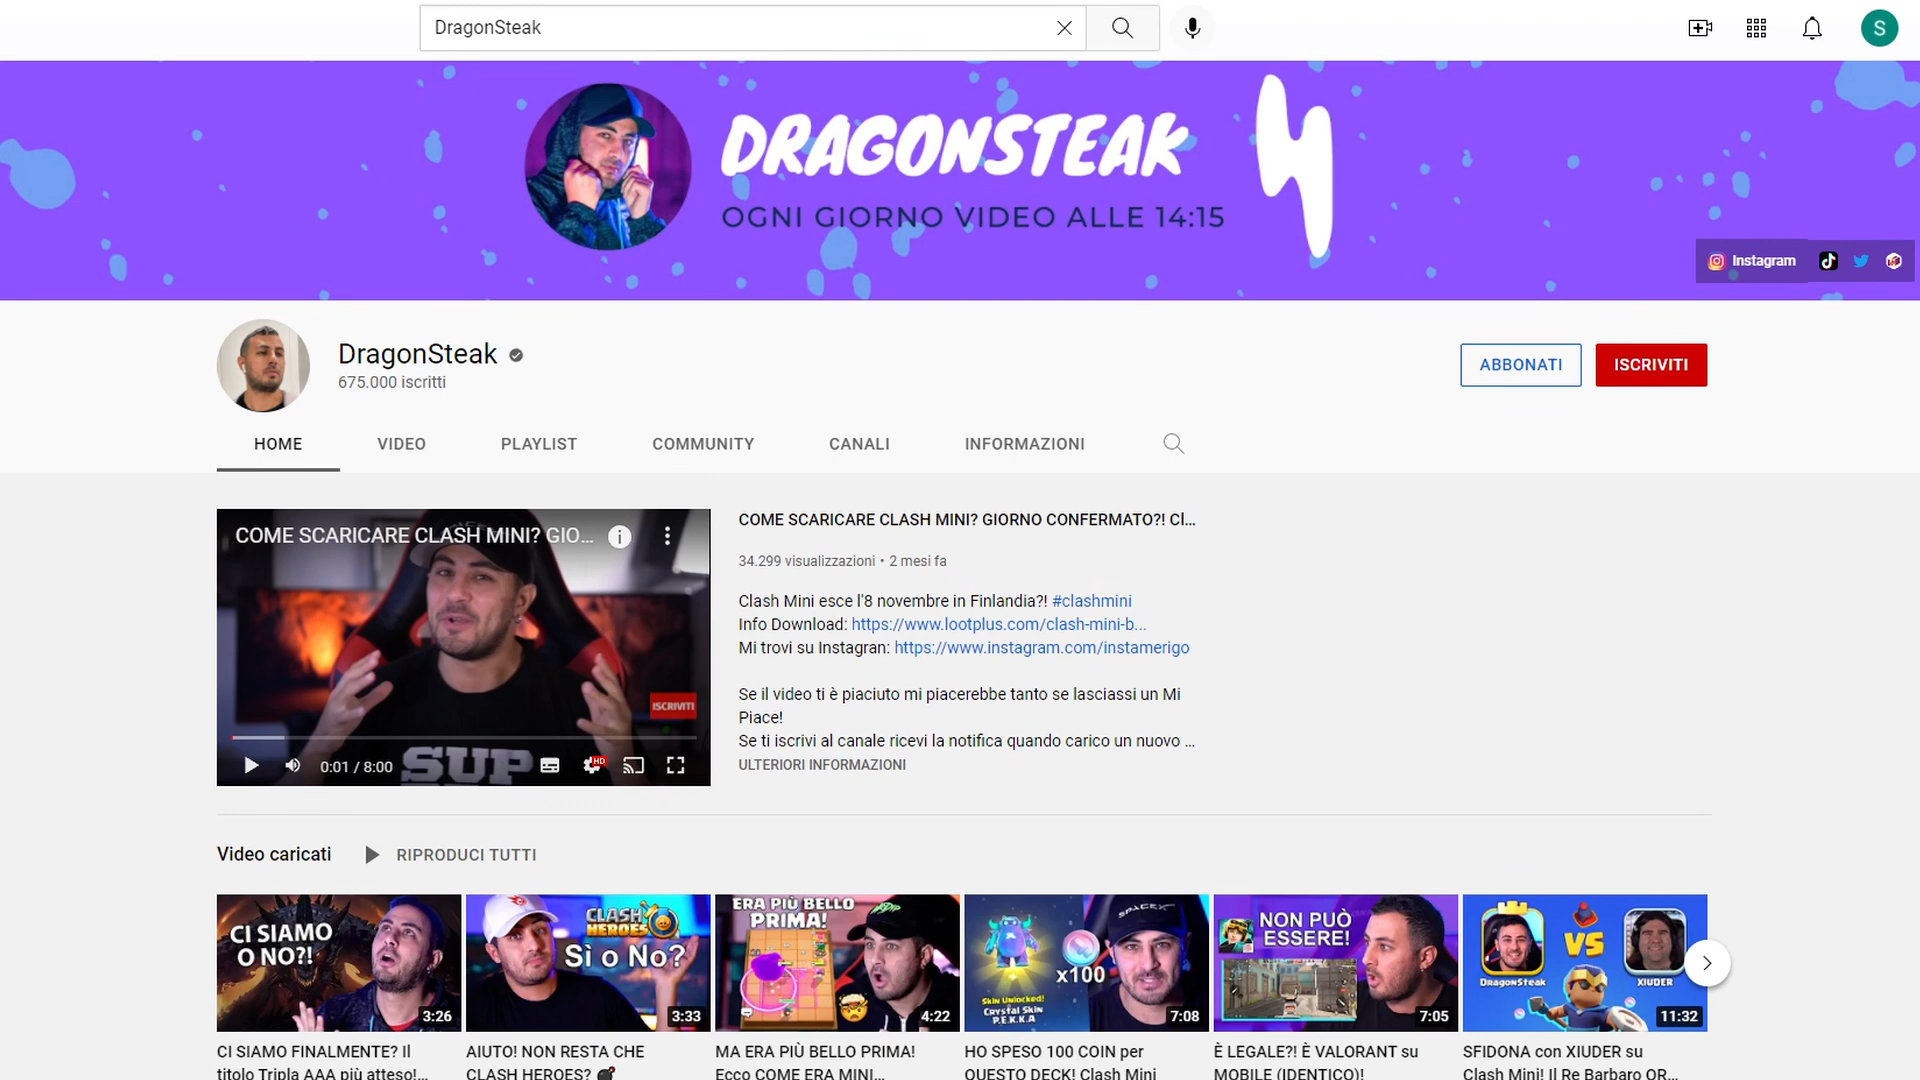 DragonSteak
S
DRAGONSTEAK
OGNI GIORNO VIDEO ALLE 14:15
Instagram
DragonSteak
675.000 iscritti
ABBONATI
ISCRIVITI
HOME
VIDEO
PLAYLIST
COMMUNITY
CANALI
INFORMAZIONI
COME SCARICARE CLASH MINI? GIO...
ISCRIVITI
SUP
0:01 / 8:00
HD
COME SCARICARE CLASH MINI? GIORNO CONFERMATO?! Cl...
34.299 visualizzazioni • 2 mesi fa
Clash Mini esce l'8 novembre in Finlandia?! #clashmini
Info Download: https://www.lootplus.com/clash-mini-b...
Mi trovi su Instagran: https://www.instagram.com/instamerigo
Se il video ti è piaciuto mi piacerebbe tanto se lasciassi un Mi
Piace!
Se ti iscrivi al canale ricevi la notifica quando carico un nuovo ...
ULTERIORI INFORMAZIONI
Video caricati
RIPRODUCI TUTTI
CI SIAMO
O NO?!
3:26
CLASH
HEROES
Sì o No?
3:33
ERA PIÙ BELLO
PRIMA!
4:22
SPACEX
x100
Skin Unlocked!
Crystal Skin
P.E.K.K.A
7:08
NON PUÒ
ESSERE!
7:05
VS
DRAGONSTEAK
XIUDER
11:32
CI SIAMO FINALMENTE? Il
titolo Tripla AAA più atteso!...
AIUTO! NON RESTA CHE
CLASH HEROES? 💣
MA ERA PIÙ BELLO PRIMA!
Ecco COME ERA MINI...
HO SPESO 100 COIN per
QUESTO DECK! Clash Mini
È LEGALE?! È VALORANT su
MOBILE (IDENTICO)!
SFIDONA con XIUDER su
Clash Mini! Il Re Barbaro OR...